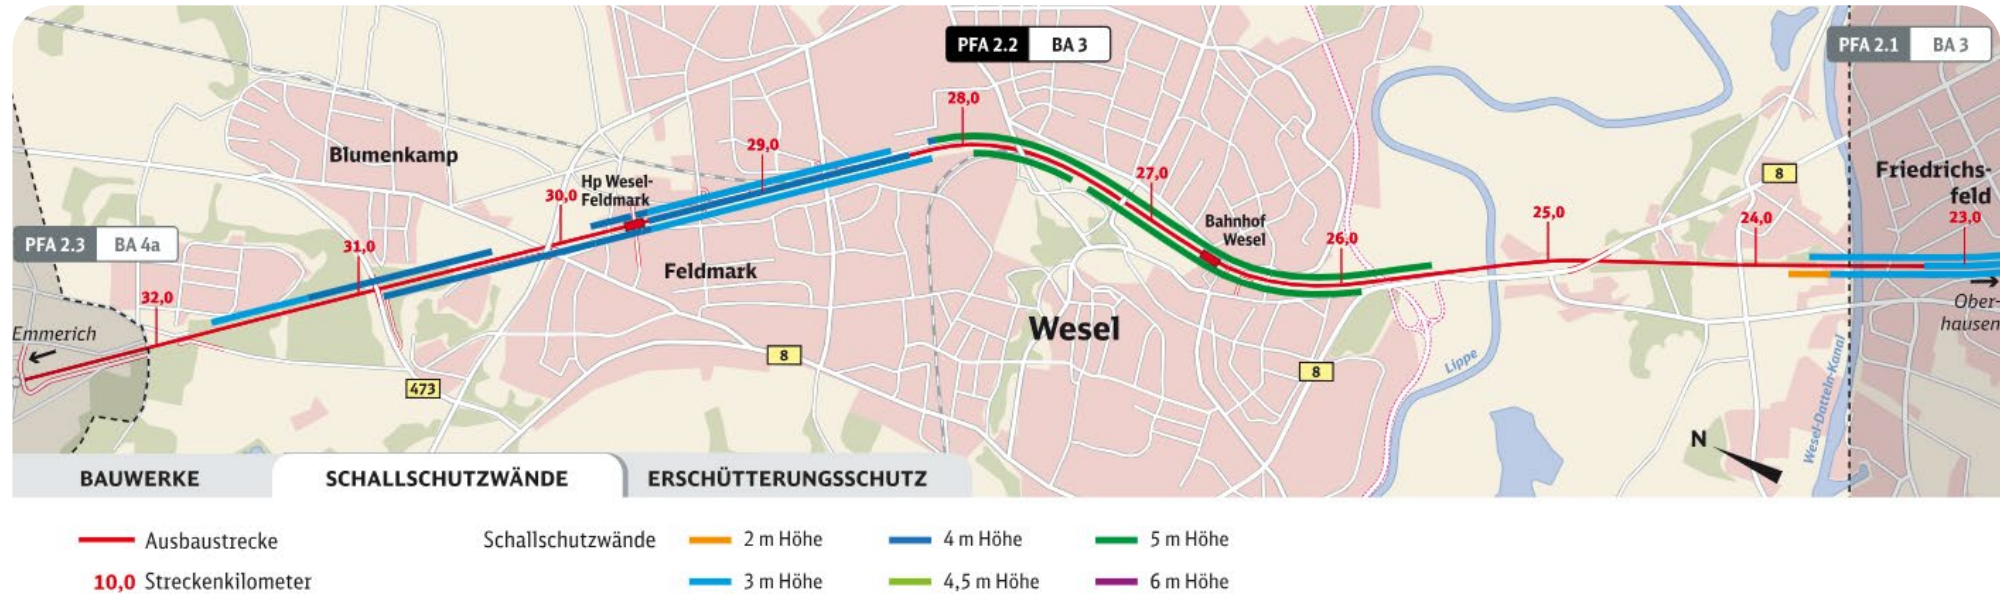 PFA 2.2 BA 3
PFA 2.1 BA 3
28,0
29,0
Blumenkamp
Hp Wesel-
Feldmark
30,0
27,0
8
Friedrichs-
feld
23,0
Bahnhof
Wesel
26,0
25,0
24,0
PFA 2.3 BA 4a
31,0
Feldmark
32,0
Emmerich
Wesel
Ober-
hausen
8
8
473
Lippe
Wesel-Datteln-Kanal
N
BAUWERKE
SCHALLSCHUTZWÄNDE
ERSCHÜTTERUNGSSCHUTZ
Ausbaustrecke
Schallschutzwände
2 m Höhe
4 m Höhe
5 m Höhe
10,0 Streckenkilometer
3 m Höhe
4,5 m Höhe
6 m Höhe